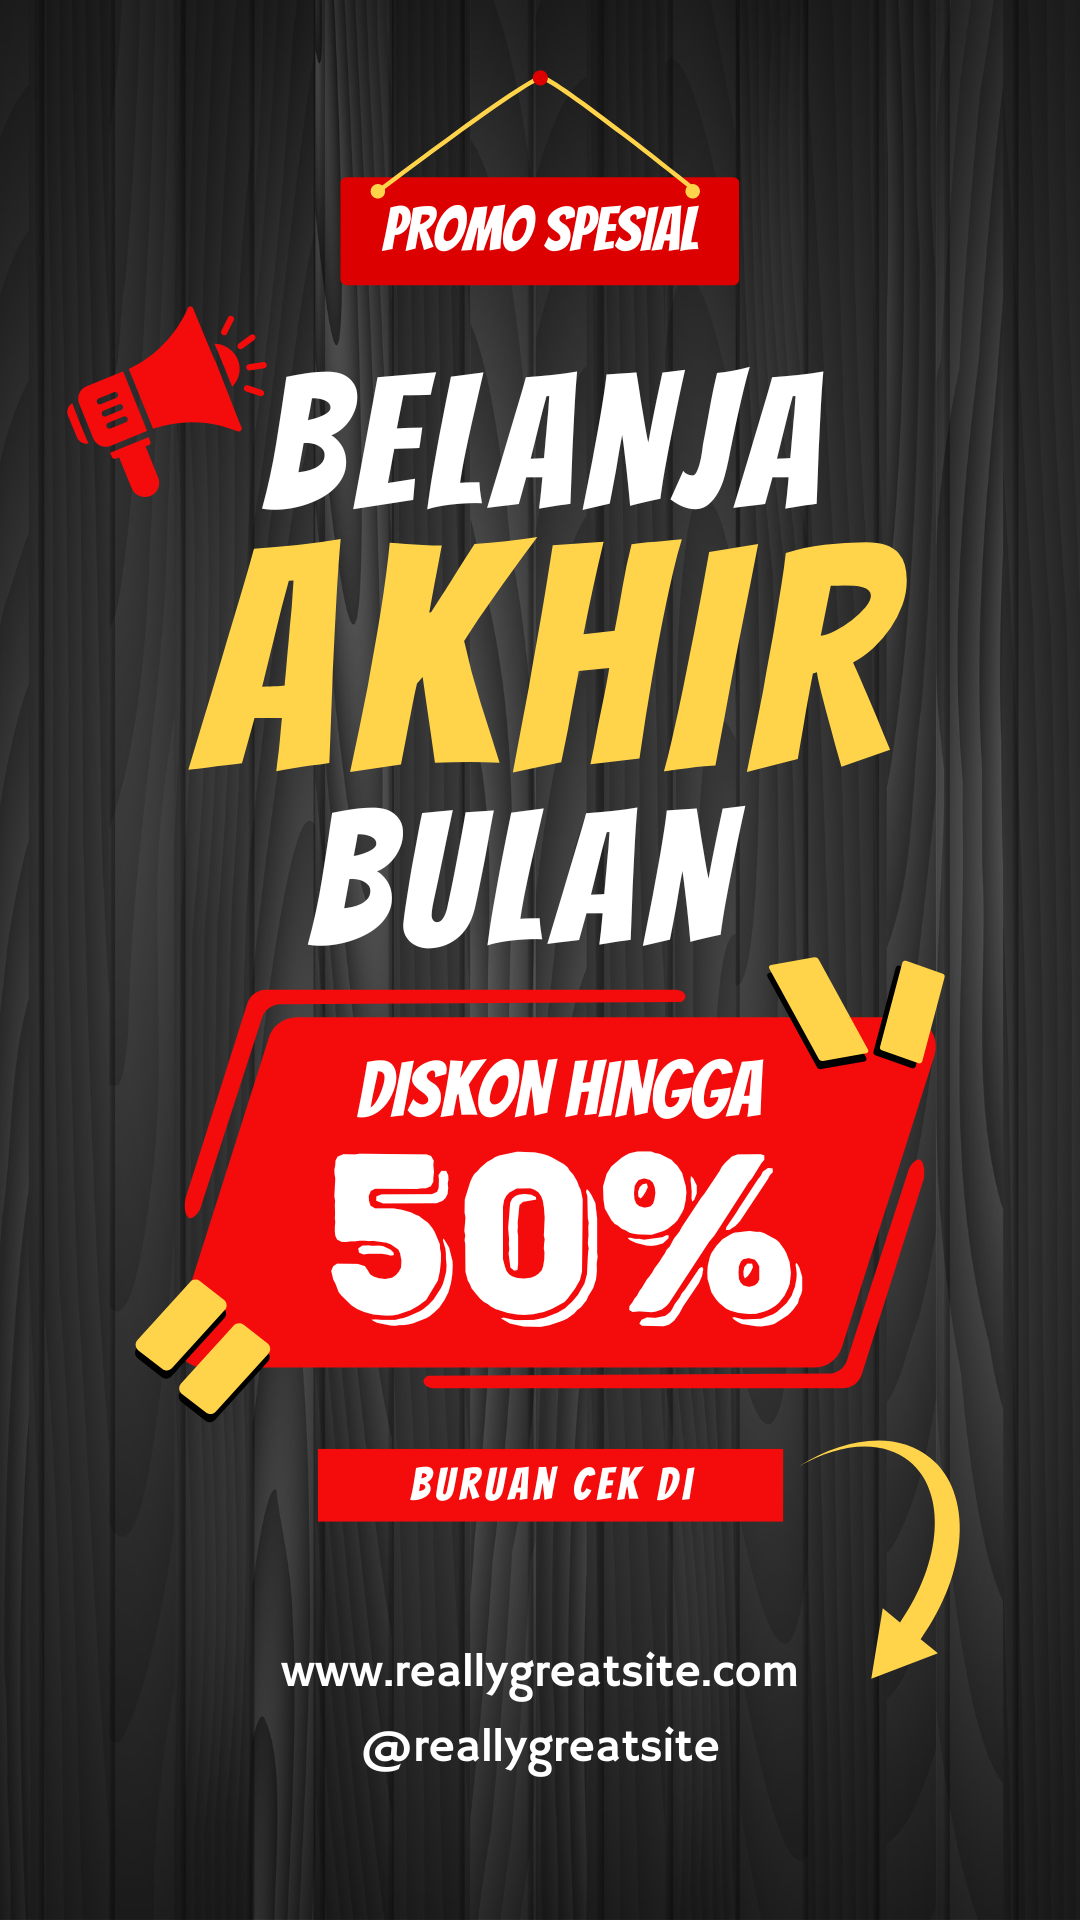 PROMO SPESIAL
BELANJA
AKHIR
BULAN
DISKON HINGGA
50%
BURUAN CEK DI
www.reallygreatsite.com
@reallygreatsite